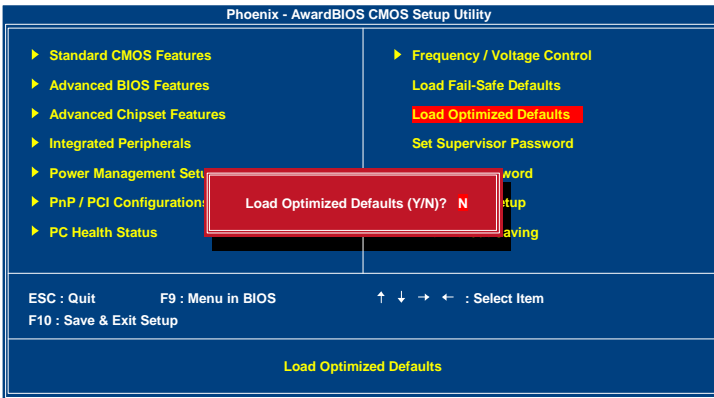 Phoenix - AwardBIOS CMOS Setup Utility
Standard CMOS Features
Advanced BIOS Features
Advanced Chipset Features
Integrated Peripherals
Power Management Setu
PnP / PCI Configurations
PC Health Status
Frequency / Voltage Control
Load Fail-Safe Defaults
Load Optimized Defaults
Set Supervisor Password
word
etup
aving
Load Optimized Defaults (Y/N)? N
ESC : Quit F9 : Menu in BIOS ↑ ↓ → ← : Select Item
F10 : Save & Exit Setup
Load Optimized Defaults